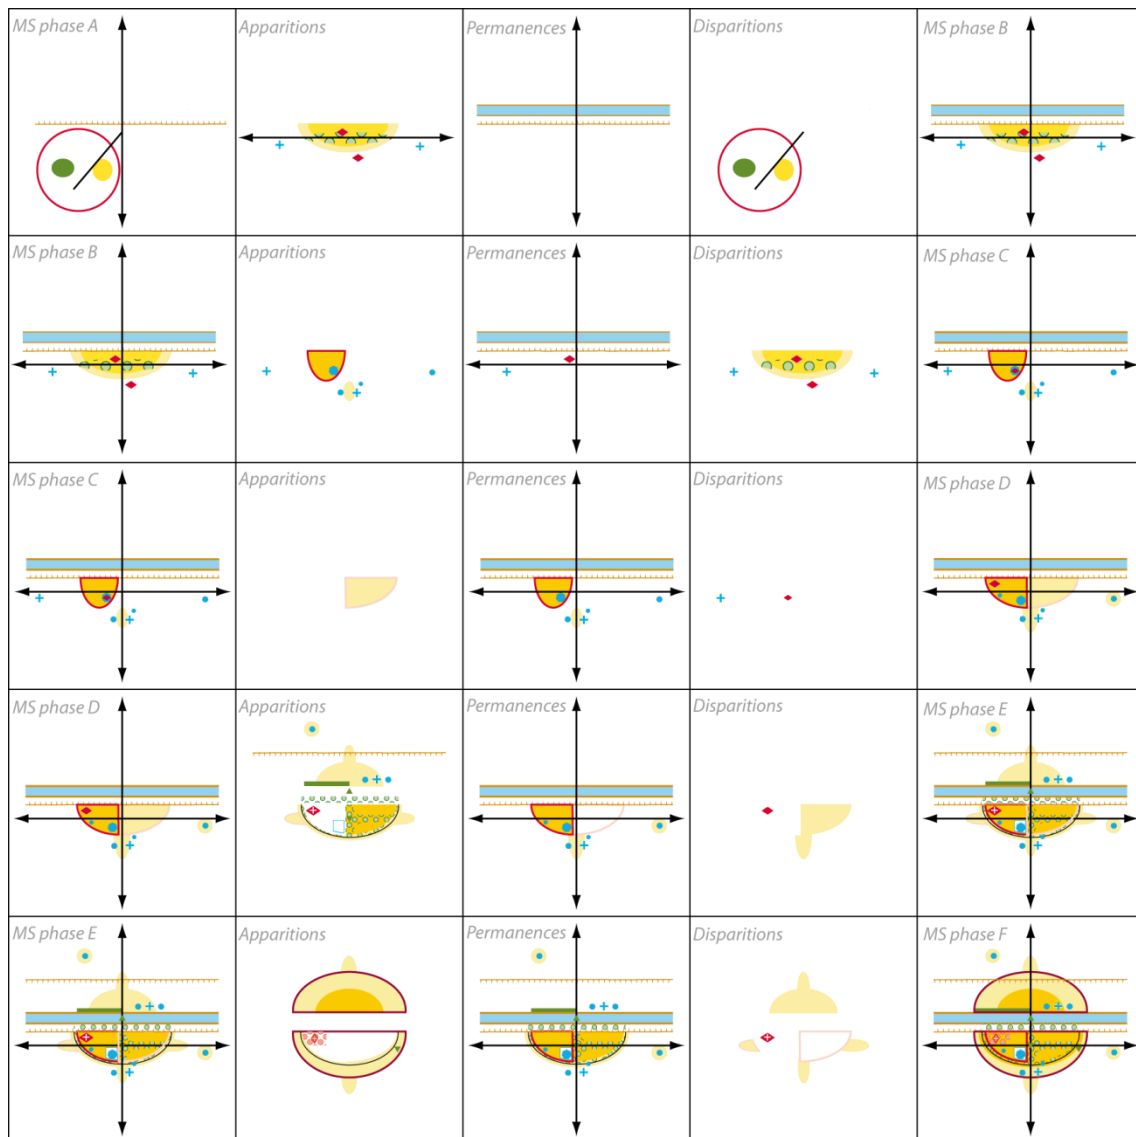 MS phase A
Apparitions
Permanences
Disparitions
MS phase B
MS phase B
Apparitions
Permanences
Disparitions
MS phase C
MS phase C
Apparitions
Permanences
Disparitions
MS phase D
MS phase D
Apparitions
Permanences
Disparitions
MS phase E
MS phase E
Apparitions
Permanences
Disparitions
MS phase F